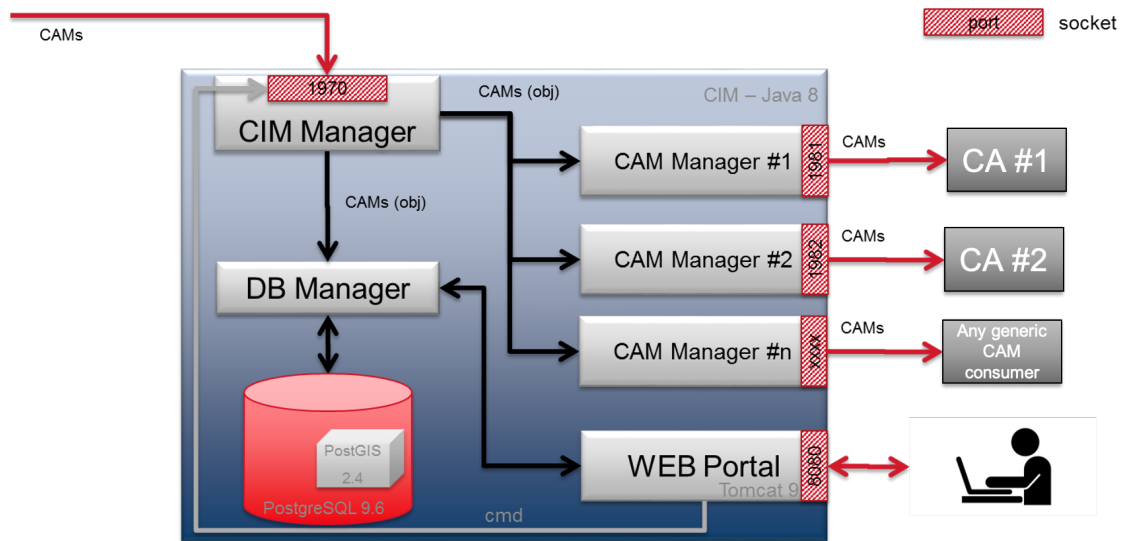 CAMs
port
socket
1970
CIM Manager
CAMs (obj)
CIM – Java 8
CAM Manager #1
1981
CAMs
CA #1
CAMs (obj)
DB Manager
CAM Manager #2
1982
CAMs
CA #2
CAM Manager #n
xxxx
CAMs
Any generic
CAM
consumer
PostGIS
2.4
PostgreSQL 9.6
WEB Portal
Tomcat 9
8080
cmd